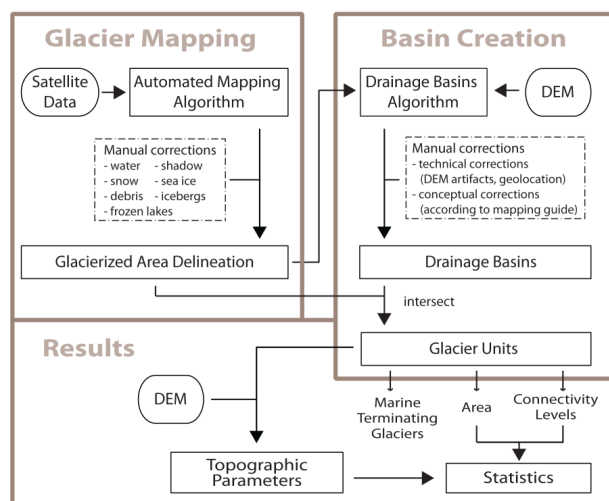 Glacier Mapping
Satellite
Data
Automated Mapping
Algorithm
Manual corrections
- water - shadow
- snow - sea ice
- debris - icebergs
- frozen lakes
Glacierized Area Delineation
Basin Creation
Drainage Basins
Algorithm
DEM
Manual corrections
- technical corrections
(DEM artifacts, geolocation)
- conceptual corrections
(according to mapping guide)
Drainage Basins
intersect
Results
Glacier Units
DEM
Marine
Terminating
Glaciers
Area
Connectivity
Levels
Topographic
Parameters
Statistics